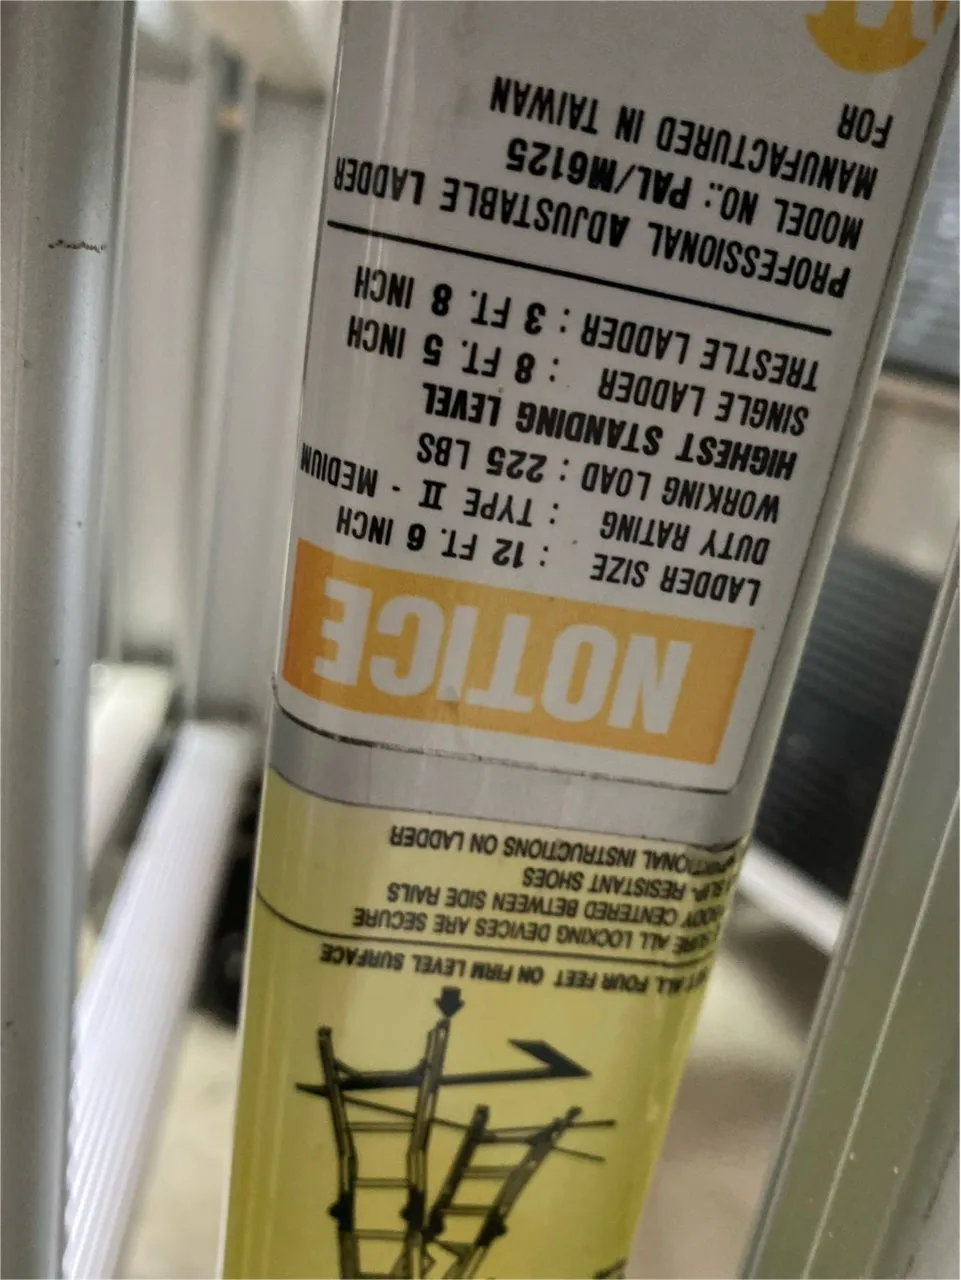 NOTICE
LADDER SIZE : 12 FT. 6 INCH
DUTY RATING : TYPE II - MEDIUM
WORKING LOAD : 225 LBS
HIGHEST STANDING LEVEL
SINGLE LADDER : 8 FT. 5 INCH
TRESTLE LADDER : 3 FT. 8 INCH
PROFESSIONAL ADJUSTABLE LADDER
MODEL NO.: PAL/M6125
MANUFACTURED IN TAIWAN
FOR
ALL FOUR FEET ON FIRM LEVEL SURFACE
SURE ALL LOCKING DEVICES ARE SECURE
BODY CENTERED BETWEEN SIDE RAILS
SLIP- RESISTANT SHOES
INSTRUCTIONS ON LADDER